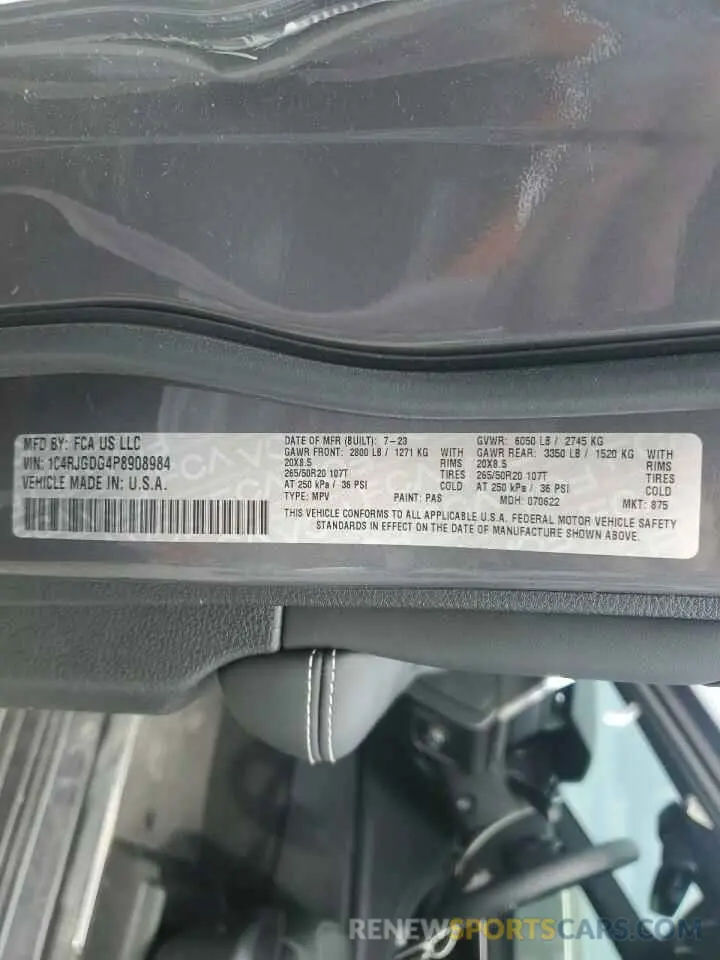 MFD BY: FCA US LLC
VIN: 1C4RJGDG4P8908984
VEHICLE MADE IN: U.S.A.
DATE OF MFR (BUILT): 7-23
GAWR FRONT: 2800 LB / 1271 KG WITH
20X8.5 RIMS
265/50R20 107T TIRES
AT 250 kPa / 36 PSI COLD
TYPE: MPV PAINT: PAS
GVWR: 6050 LB / 2745 KG
GAWR REAR: 3350 LB / 1520 KG WITH
20X8.5 RIMS
265/50R20 107T TIRES
AT 250 kPa / 36 PSI COLD
MDH: 070622 MKT: 875
THIS VEHICLE CONFORMS TO ALL APPLICABLE U.S.A. FEDERAL MOTOR VEHICLE SAFETY
STANDARDS IN EFFECT ON THE DATE OF MANUFACTURE SHOWN ABOVE.
RENEWSPORTSCARS.COM